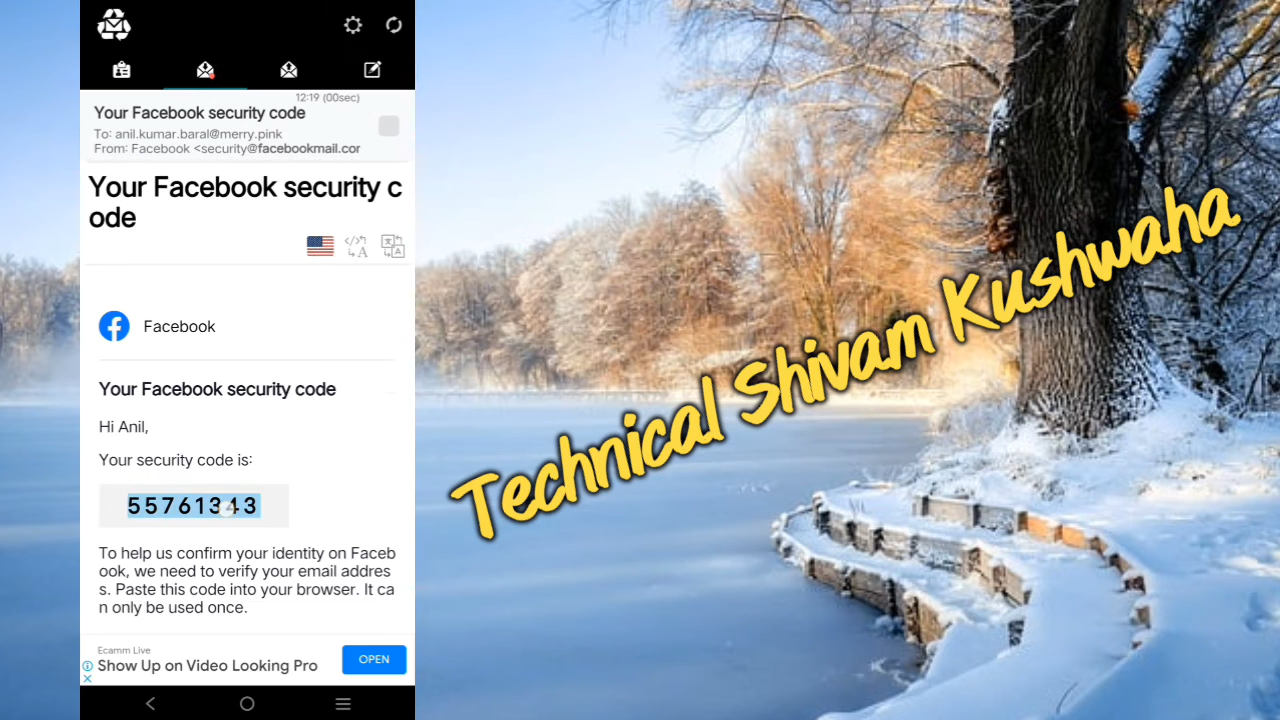 12:19 (00sec)
Your Facebook security code
To: anil.kumar.baral@merry.pink
From: Facebook <security@facebookmail.cor
Your Facebook security c
ode
Facebook
Your Facebook security code
Hi Anil,
Your security code is:
55761343
To help us confirm your identity on Faceb
ook, we need to verify your email addres
s. Paste this code into your browser. It ca
n only be used once.
Ecamm Live
Show Up on Video Looking Pro
OPEN
Technical Shivam Kushwaha